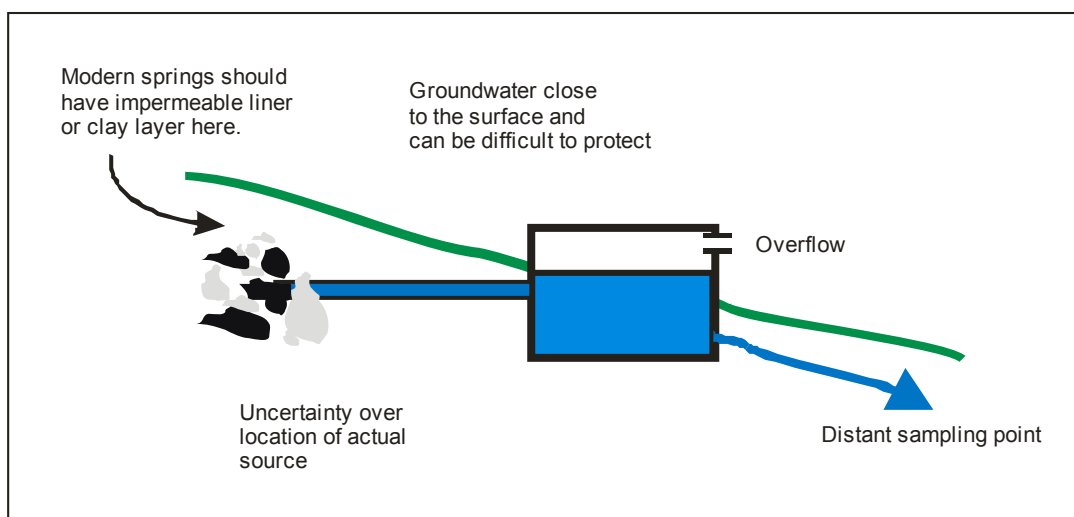 Modern springs should
have impermeable liner
or clay layer here.
Groundwater close
to the surface and
can be difficult to protect
Overflow
Uncertainty over
location of actual
source
Distant sampling point